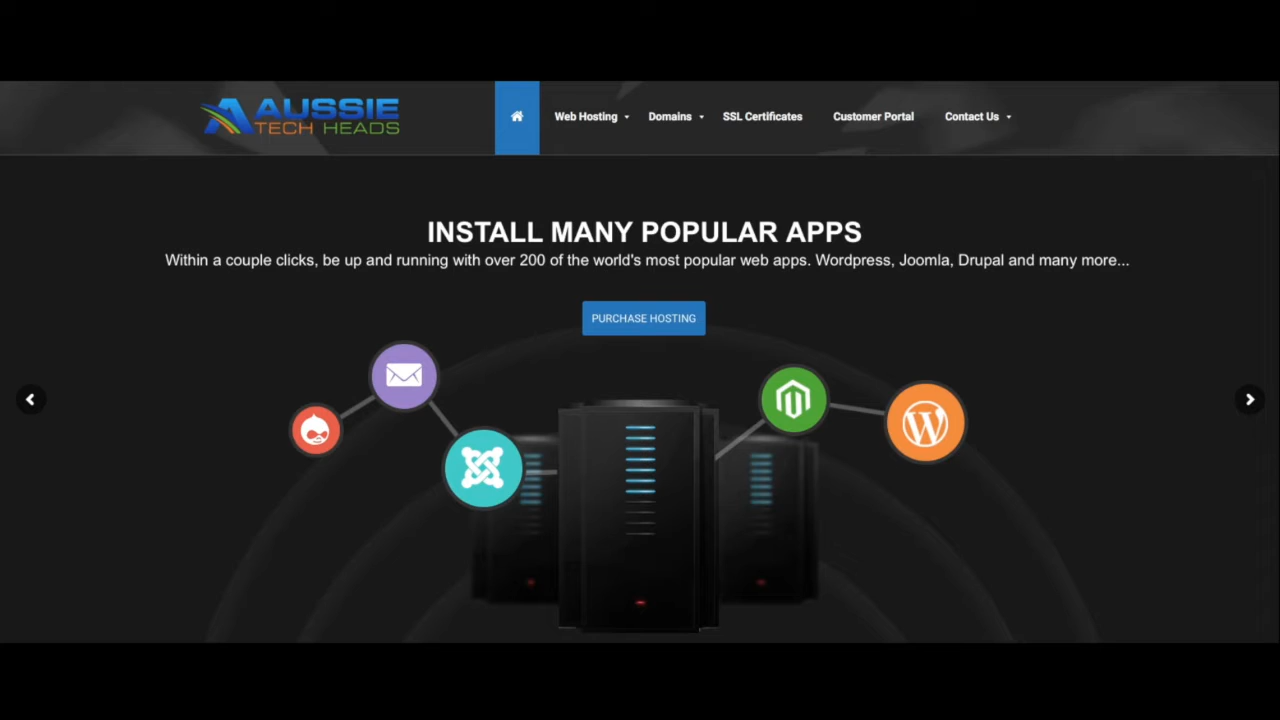 AUSSIE
TECH HEADS
Web Hosting
Domains
SSL Certificates
Customer Portal
Contact Us
INSTALL MANY POPULAR APPS
Within a couple clicks, be up and running with over 200 of the world's most popular web apps. Wordpress, Joomla, Drupal and many more...
PURCHASE HOSTING